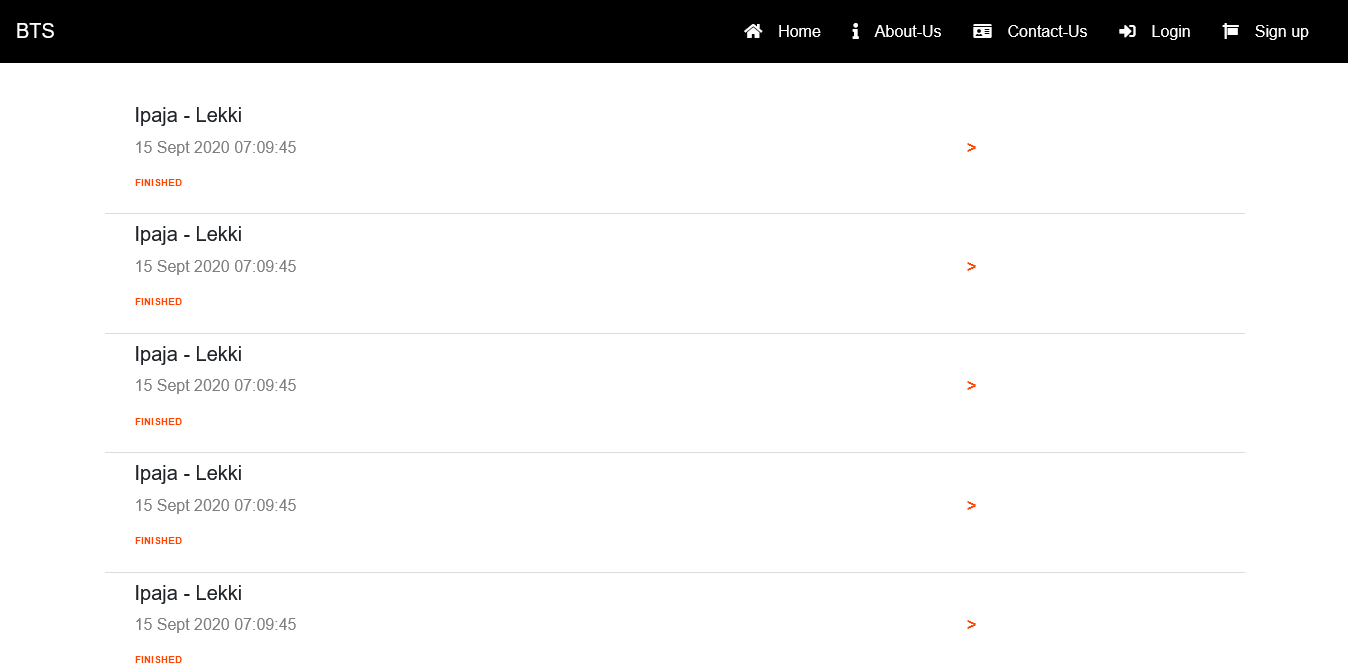 BTS Home About-Us Contact-Us Login Sign up
Ipaja - Lekki
15 Sept 2020 07:09:45 >
FINISHED
Ipaja - Lekki
15 Sept 2020 07:09:45 >
FINISHED
Ipaja - Lekki
15 Sept 2020 07:09:45 >
FINISHED
Ipaja - Lekki
15 Sept 2020 07:09:45 >
FINISHED
Ipaja - Lekki
15 Sept 2020 07:09:45 >
FINISHED